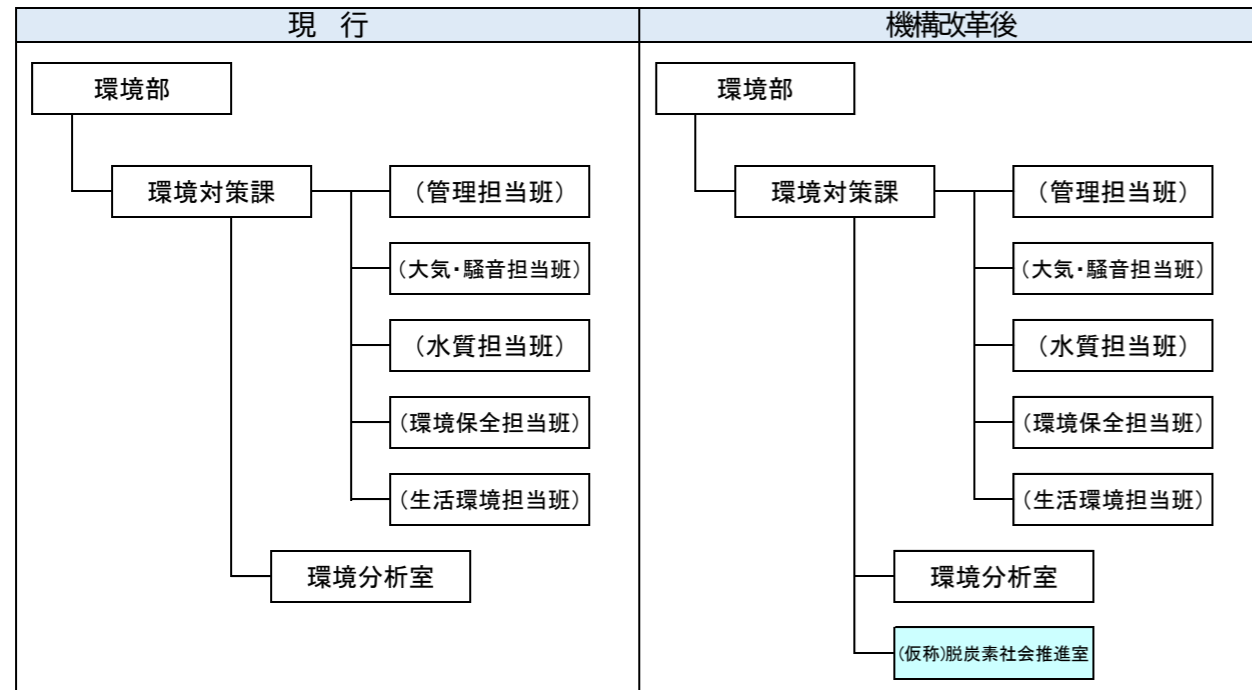 現　行
環境部
環境対策課
（管理担当班）
（大気・騒音担当班）
（水質担当班）
（環境保全担当班）
（生活環境担当班）
環境分析室
機構改革後
環境部
環境対策課
（管理担当班）
（大気・騒音担当班）
（水質担当班）
（環境保全担当班）
（生活環境担当班）
環境分析室
(仮称)脱炭素社会推進室